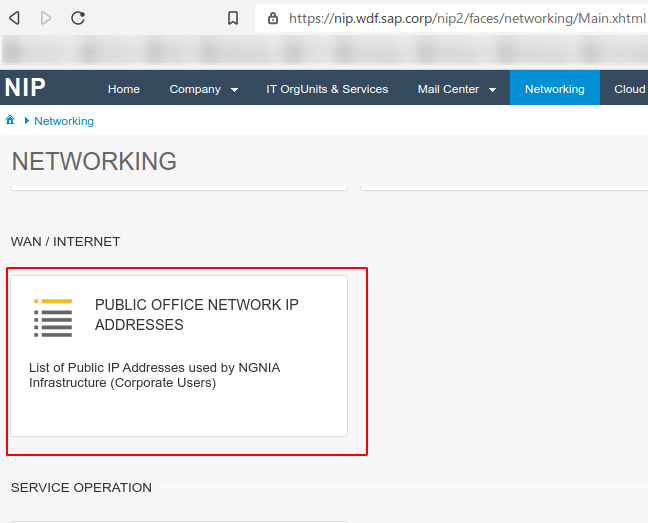 https://nip.wdf.sap.corp/nip2/faces/networking/Main.xhtml
NIP Home Company IT OrgUnits & Services Mail Center Networking Cloud
Networking
NETWORKING
WAN / INTERNET
PUBLIC OFFICE NETWORK IP
ADDRESSES
List of Public IP Addresses used by NGNIA
Infrastructure (Corporate Users)
SERVICE OPERATION